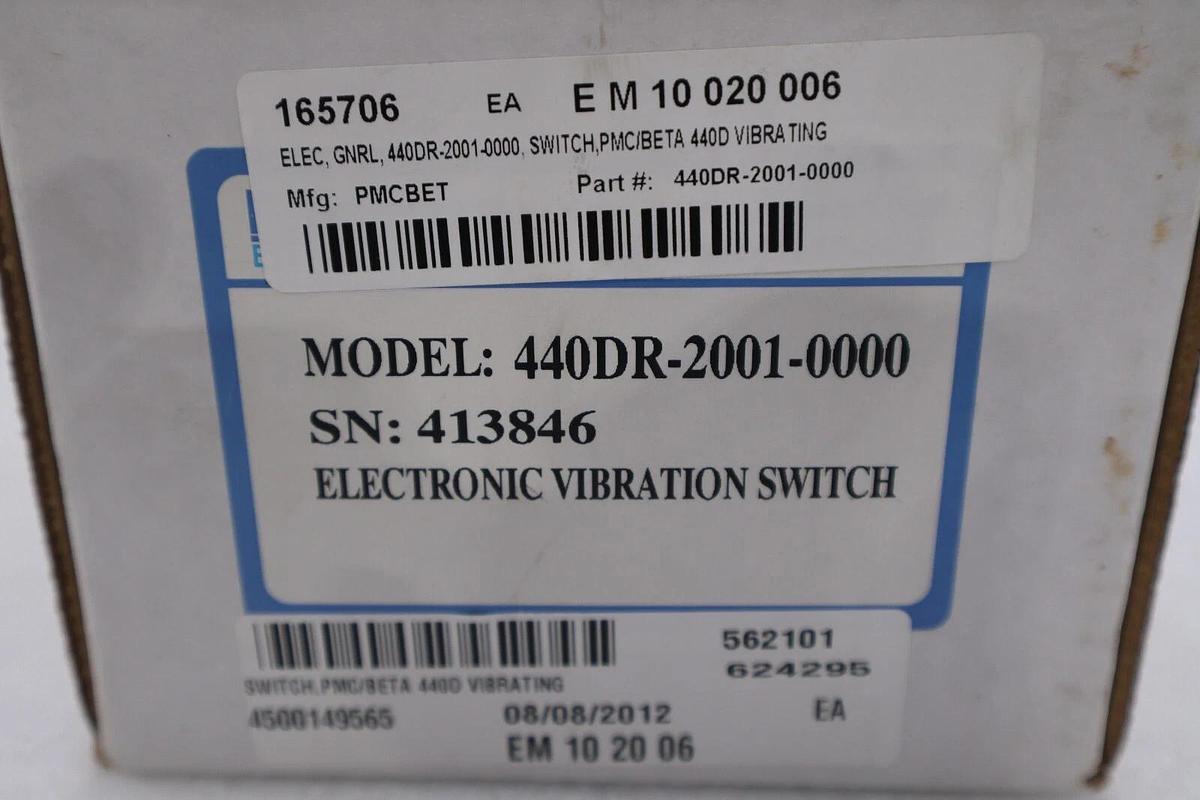 165706 EA E M 10 020 006
ELEC, GNRL, 440DR-2001-0000, SWITCH,PMC/BETA 440D VIBRATING
Mfg: PMCBET Part #: 440DR-2001-0000
MODEL: 440DR-2001-0000
SN: 413846
ELECTRONIC VIBRATION SWITCH
562101
624295
SWITCH,PMC/BETA 440D VIBRATING
4500149565 08/08/2012 EA
EM 10 20 06